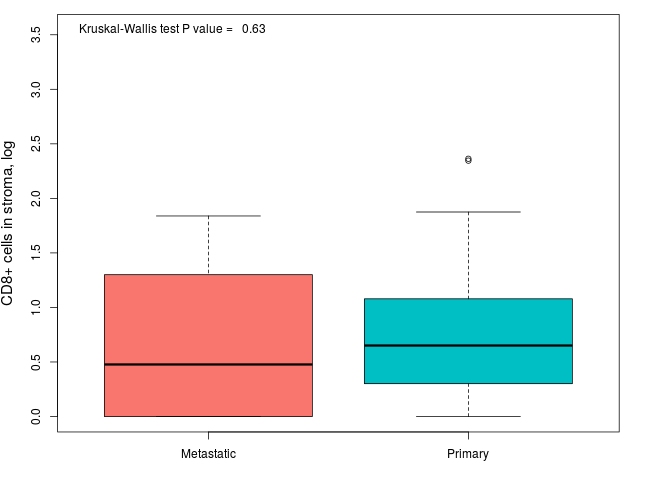 Kruskal-Wallis test P value = 0.63
CD8+ cells in stroma, log
3.5
3.0
2.5
2.0
1.5
1.0
0.5
0.0
Metastatic Primary